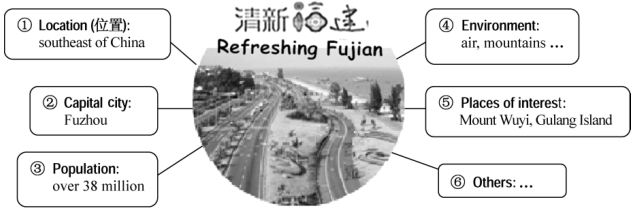 清新福建
Refreshing Fujian
① Location (位置):
southeast of China
② Capital city:
Fuzhou
③ Population:
over 38 million
④ Environment:
air, mountains ...
⑤ Places of interest:
Mount Wuyi, Gulang Island
⑥ Others: ...